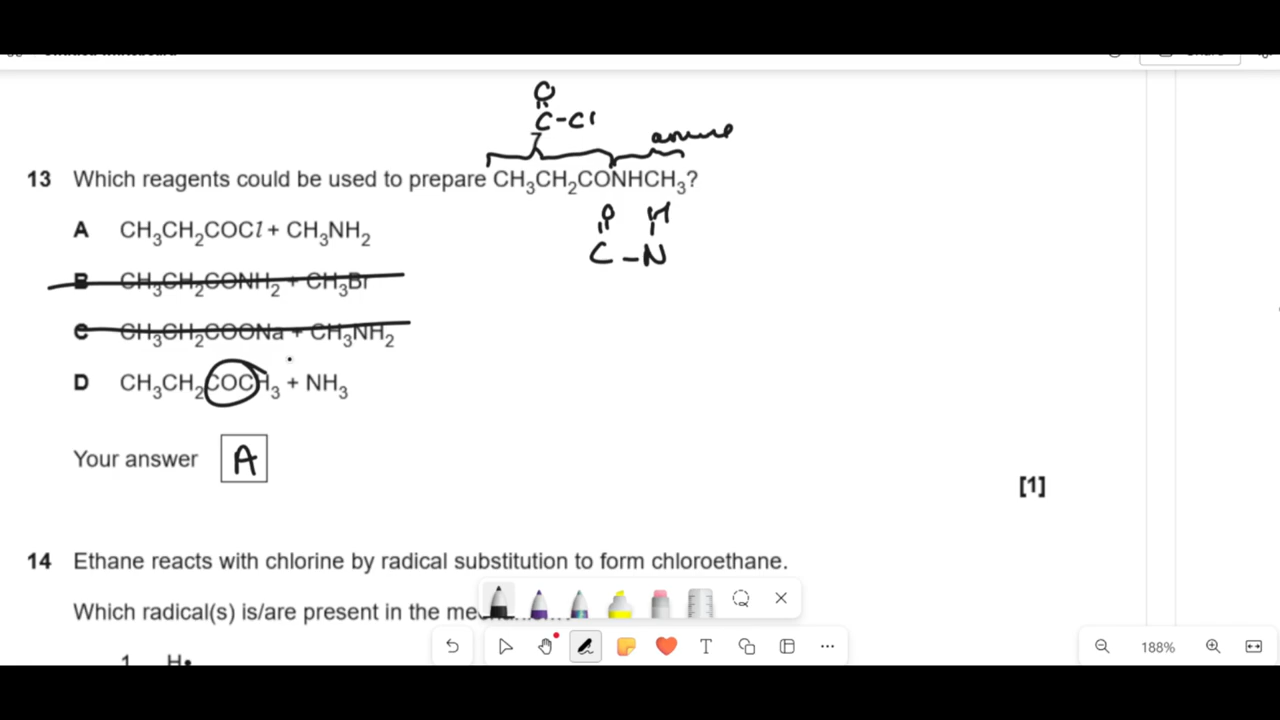 O
C-Cl
amine
13 Which reagents could be used to prepare CH₃CH₂CONHCH₃?
O H
C-N
A CH₃CH₂COCl + CH₃NH₂
B CH₃CH₂CONH₂ + CH₃Br
C CH₃CH₂COONa + CH₃NH₂
D CH₃CH₂COCH₃ + NH₃
Your answer A
[1]
14 Ethane reacts with chlorine by radical substitution to form chloroethane.
Which radical(s) is/are present in the
1 H•
T
188%